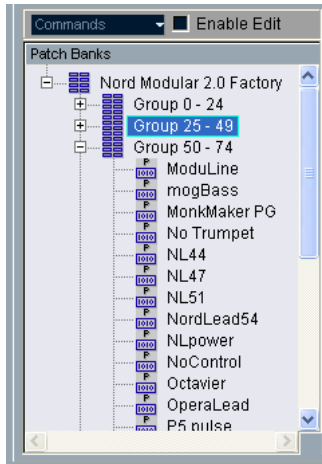 Commands Enable Edit
Patch Banks
Nord Modular 2.0 Factory
Group 0 - 24
Group 25 - 49
Group 50 - 74
ModuLine
mogBass
MonkMaker PG
No Trumpet
NL44
NL47
NL51
NordLead54
NLpower
NoControl
Octavier
OperaLead
P5 pulse